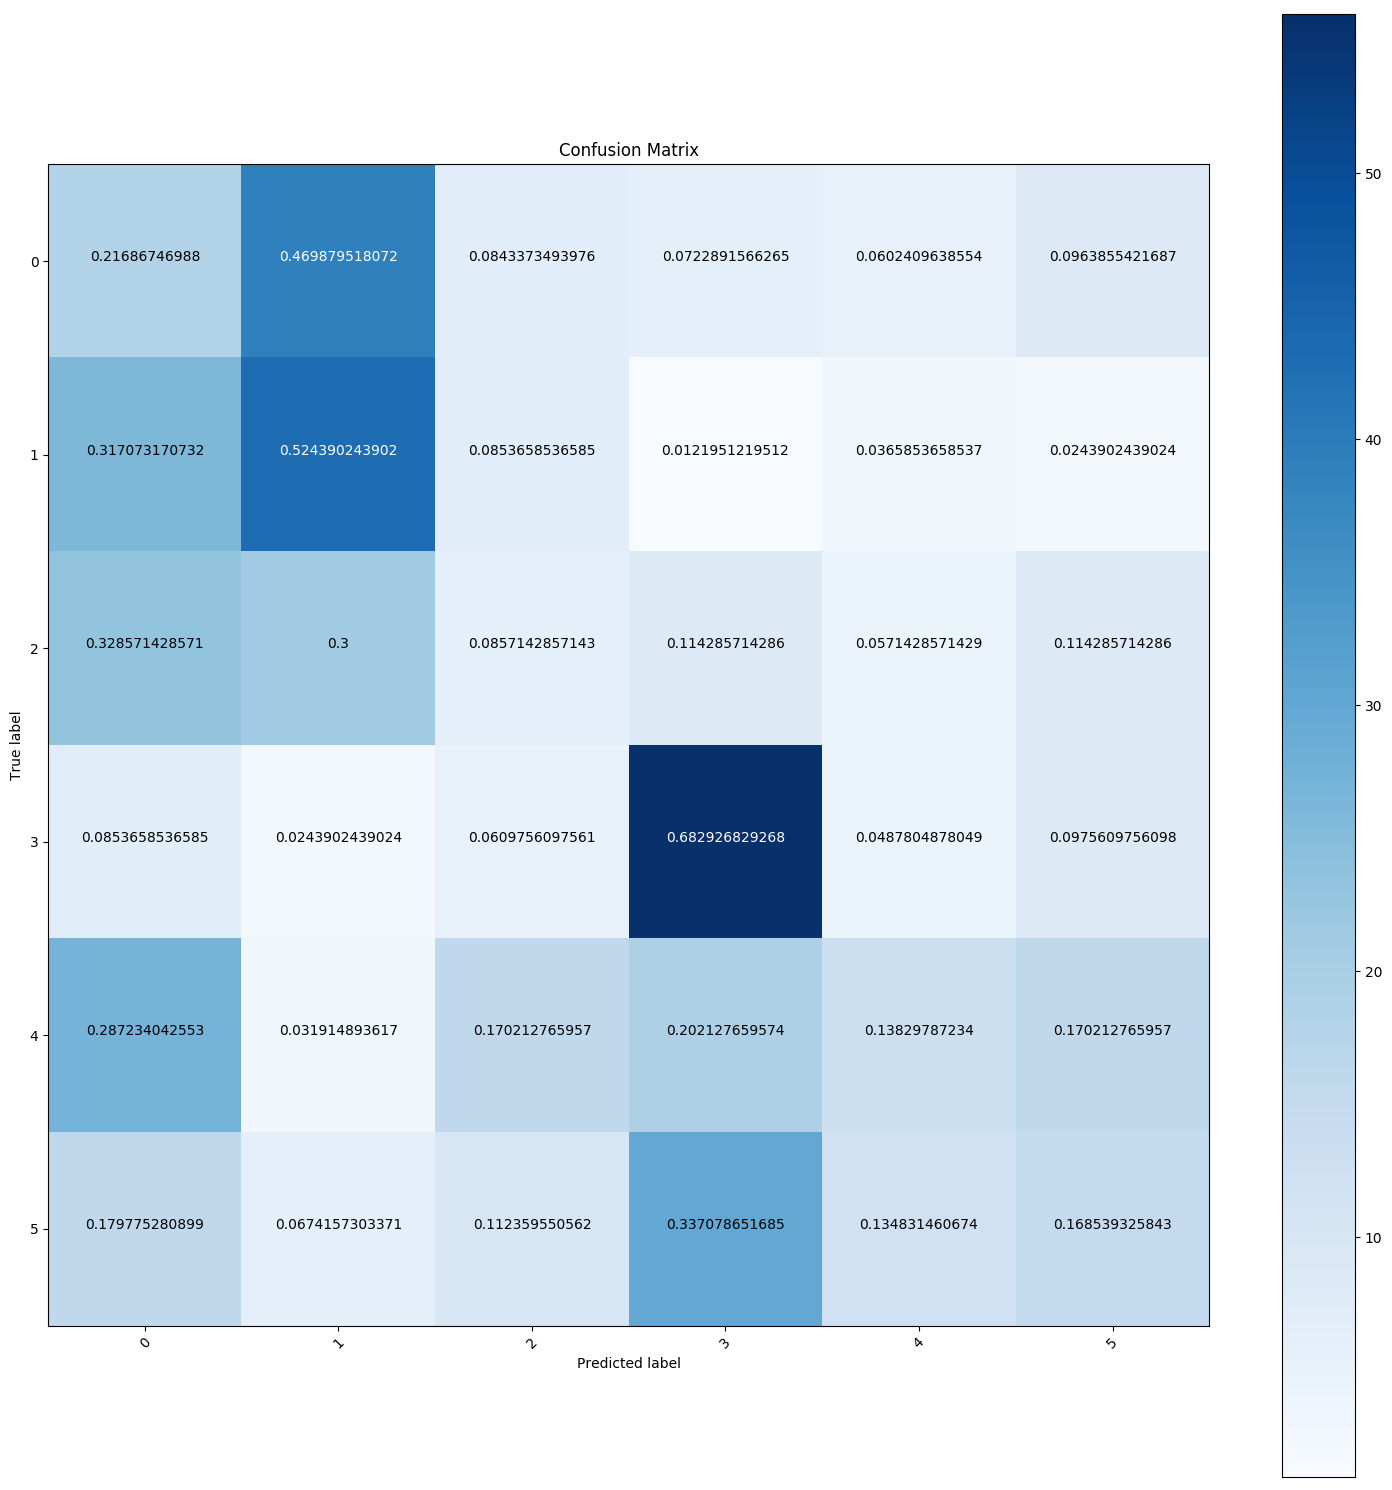 Confusion Matrix
0 0.21686746988 0.469879518072 0.0843373493976 0.0722891566265 0.0602409638554 0.0963855421687
1 0.317073170732 0.524390243902 0.0853658536585 0.0121951219512 0.0365853658537 0.0243902439024
2 0.328571428571 0.3 0.0857142857143 0.114285714286 0.0571428571429 0.114285714286
3 0.0853658536585 0.0243902439024 0.0609756097561 0.682926829268 0.0487804878049 0.0975609756098
4 0.287234042553 0.031914893617 0.170212765957 0.202127659574 0.13829787234 0.170212765957
5 0.179775280899 0.0674157303371 0.112359550562 0.337078651685 0.134831460674 0.168539325843
True label
0 1 2 3 4 5
Predicted label
50
40
30
20
10